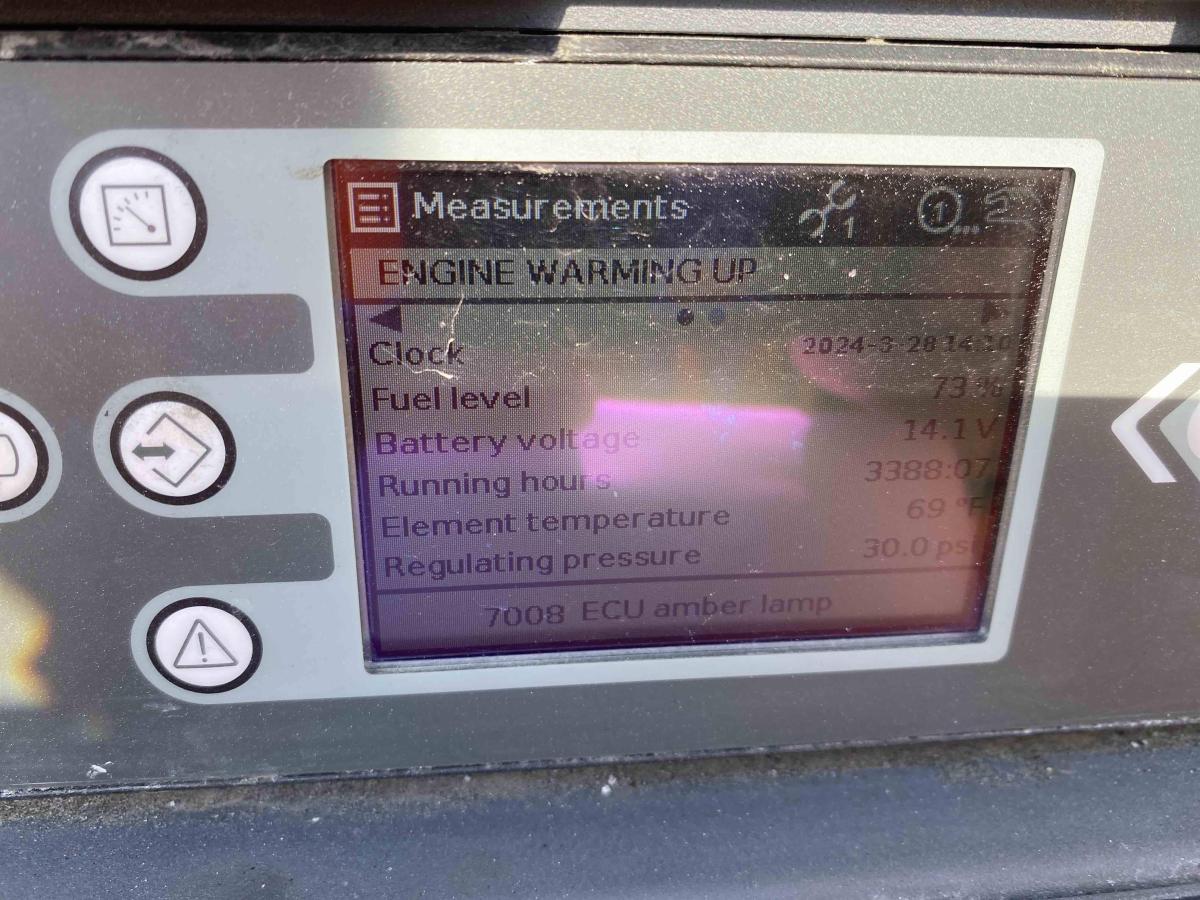 Measurements
1
1...
ENGINE WARMING UP
Clock 2024-3-28 14:10
Fuel level 73 %
Battery voltage 14.1 V
Running hours 3388:07
Element temperature 69 °F
Regulating pressure 30.0 psi
7008 ECU amber lamp